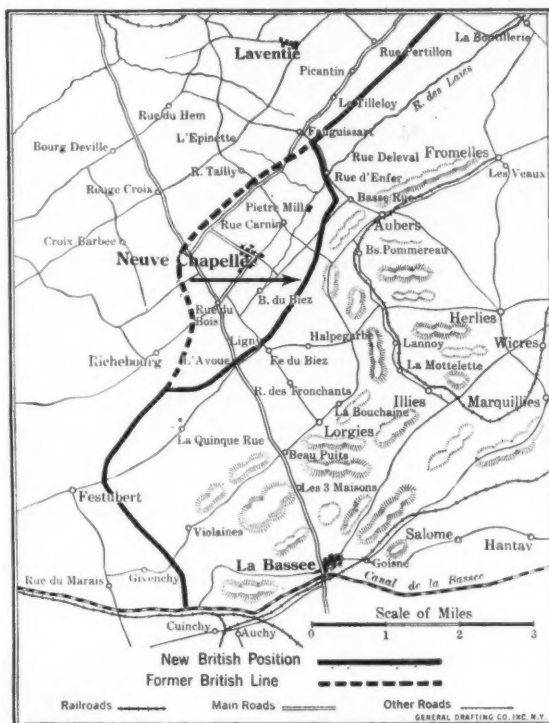 La Boutillerie
Rue Pertillon
Laventie
Picantin
R. des Laies
Le Tilleloy
Rue du Hem
L'Epinette
Fauguissart
Bourg Deville
Rue Deleval
Fromelles
R. Tailly
Rue d'Enfer
Les Veaux
Rouge Croix
Basse Rue
Pietre Mill
Aubers
Rue Carnin
Croix Barbee
Neuve Chapelle
Bs. Pommereau
B. du Biez
Rue du
Bois
Herlies
Halpegarbe
Ligny
Lannoy
Wicres
Richebourg
L'Avoue
Fe du Biez
La Mottelette
R. des Tronchants
Illies
Marquillies
La Bouchaine
Lorgies
La Quinque Rue
Beau Puits
Festubert
Les 3 Maisons
Violaines
Salome
Hantay
La Bassee
Goisne
Rue du Marais
Givenchy
Canal de la Bassee
Cuinchy
Auchy
Scale of Miles
0 1 2 3
New British Position
Former British Line
Railroads
Main Roads
Other Roads
GENERAL DRAFTING CO. INC. N.Y.